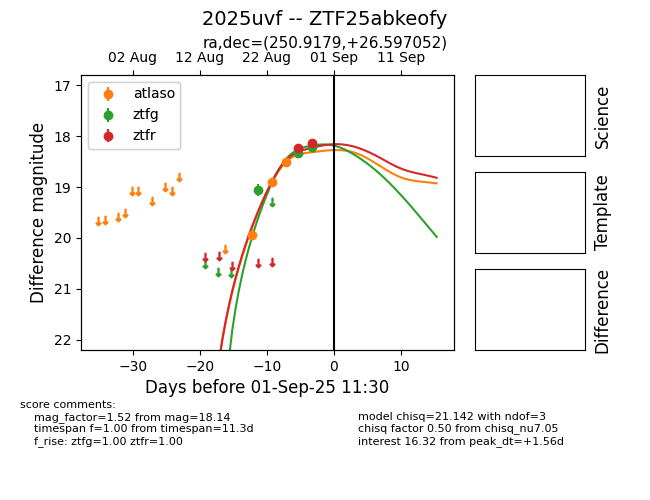 2025uvf -- ZTF25abkeofy
ra,dec=(250.9179,+26.597052)
02 Aug 12 Aug 22 Aug 01 Sep 11 Sep
17
18
19
20
21
22
Difference magnitude
atlaso
ztfg
ztfr
−30 −20 −10 0 10
Days before 01-Sep-25 11:30
Science
Template
Difference
score comments:
mag_factor=1.52 from mag=18.14
timespan f=1.00 from timespan=11.3d
f_rise: ztfg=1.00 ztfr=1.00
model chisq=21.142 with ndof=3
chisq factor 0.50 from chisq_nu7.05
interest 16.32 from peak_dt=+1.56d